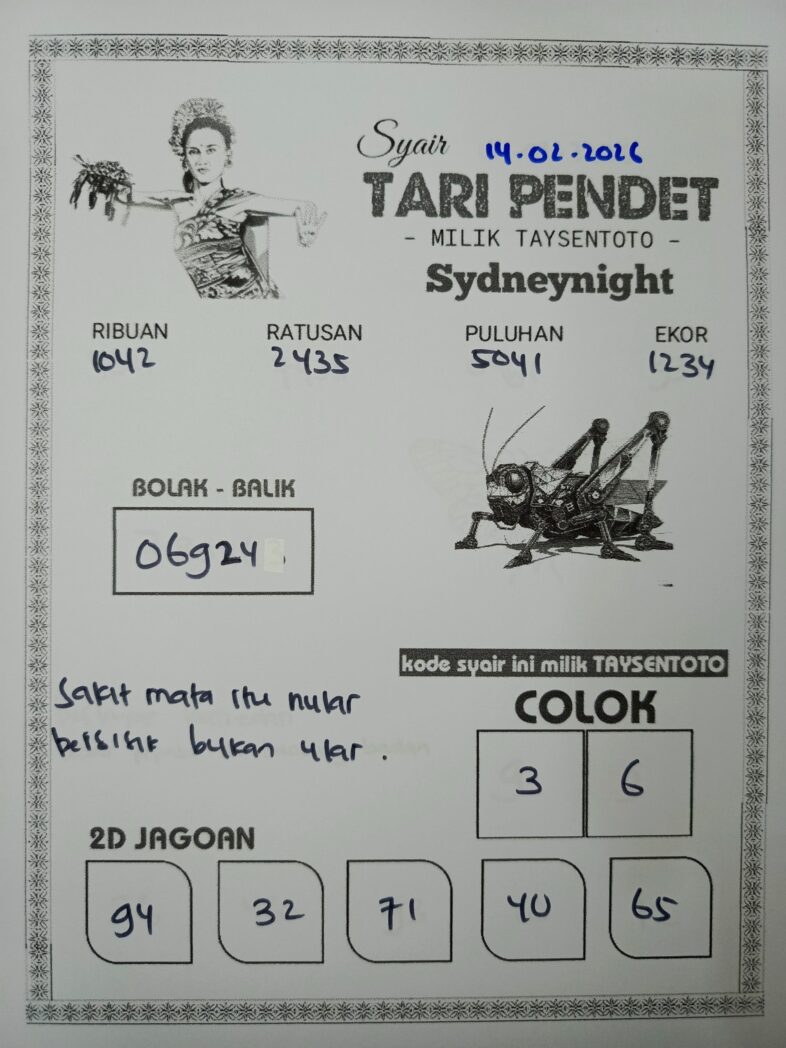 Syair 14.02.2026
TARI PENDET
- MILIK TAYSENTOTO -
Sydneynight
RIBUAN RATUSAN PULUHAN EKOR
1042 2435 5041 1234
BOLAK - BALIK
06924
kode syair ini milik TAYSENTOTO
COLOK
3 6
Sakit mata itu nular
bersisik bukan ular.
2D JAGOAN
94 32 71 40 65